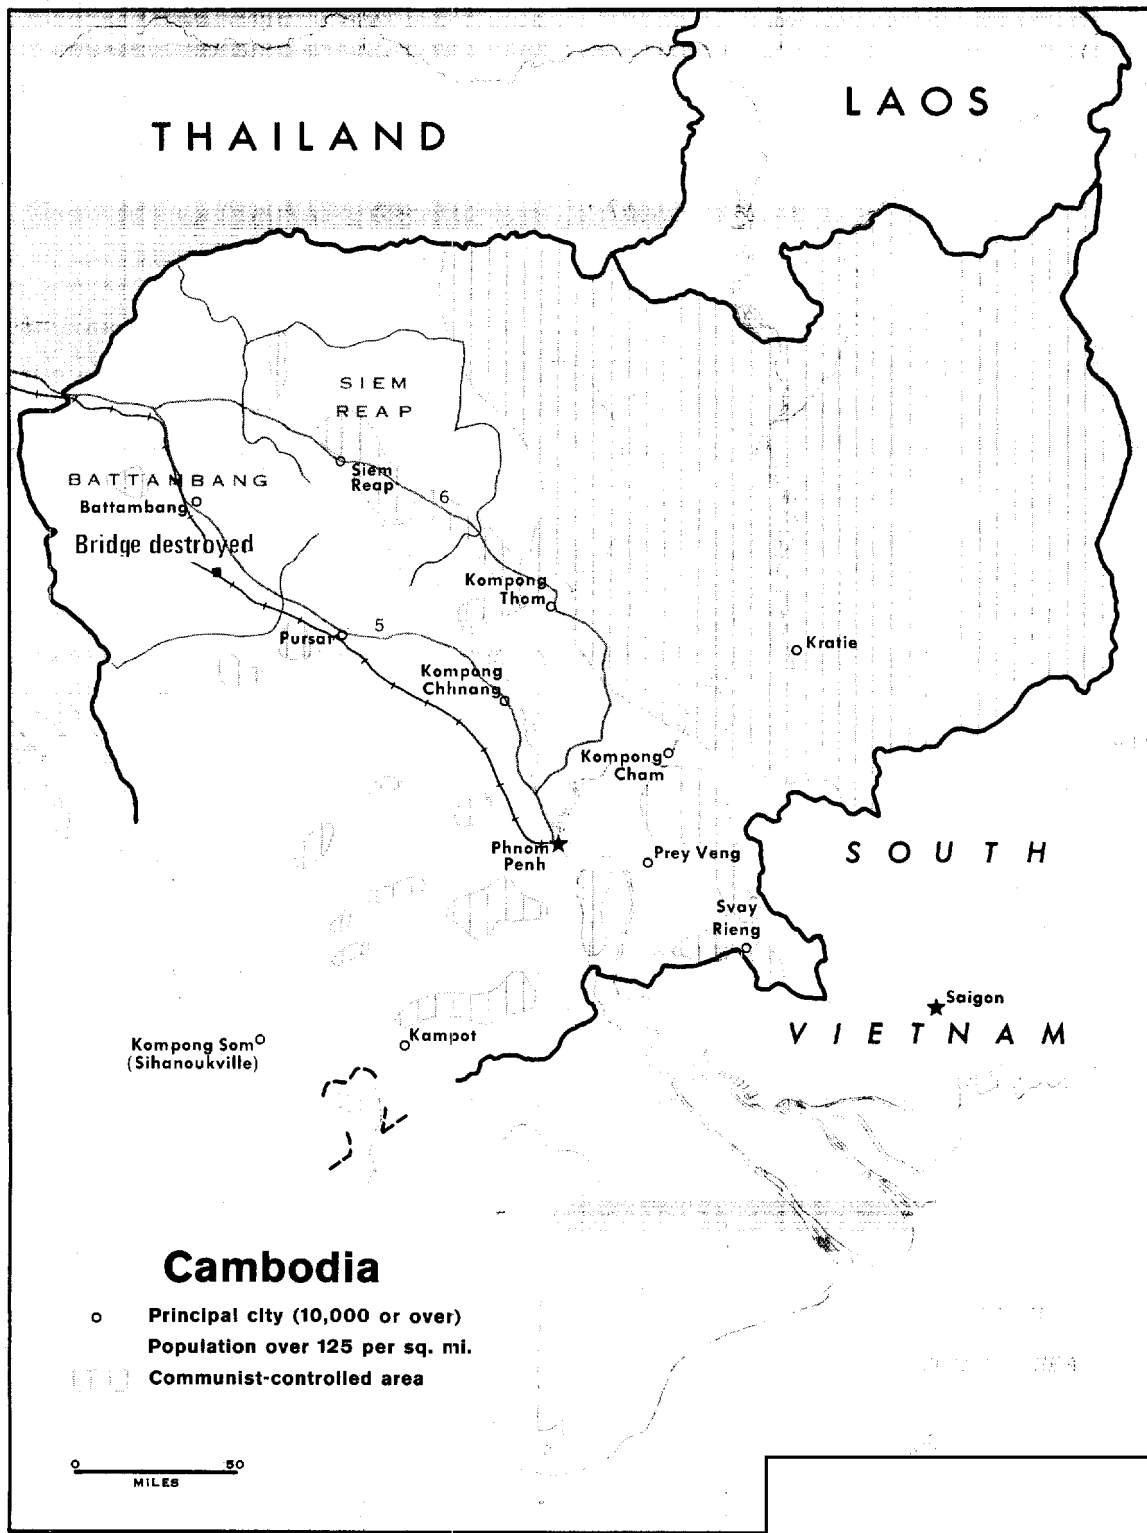 LAOS
THAILAND
SIEM
REAP
Siem
Reap
BATTAMBANG
Battambang
6
Bridge destroyed
Kompong
Thom
5
Pursat
Kratie
Kompong
Chhnang
Kompong
Cham
Phnom
Penh
Prey Veng
SOUTH
Svay
Rieng
Saigon
VIETNAM
Kompong Som
(Sihanoukville)
Kampot
Cambodia
Principal city (10,000 or over)
Population over 125 per sq. mi.
Communist-controlled area
0 50
MILES